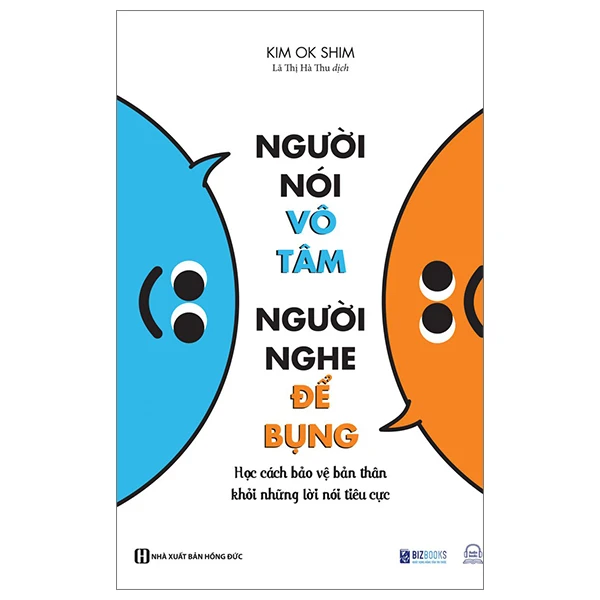 KIM OK SHIM
Lã Thị Hà Thu dịch
NGƯỜI
NÓI
VÔ
TÂM
NGƯỜI
NGHE
ĐỂ
BỤNG
Học cách bảo vệ bản thân
khỏi những lời nói tiêu cực
NHÀ XUẤT BẢN HỒNG ĐỨC
BIZBOOKS